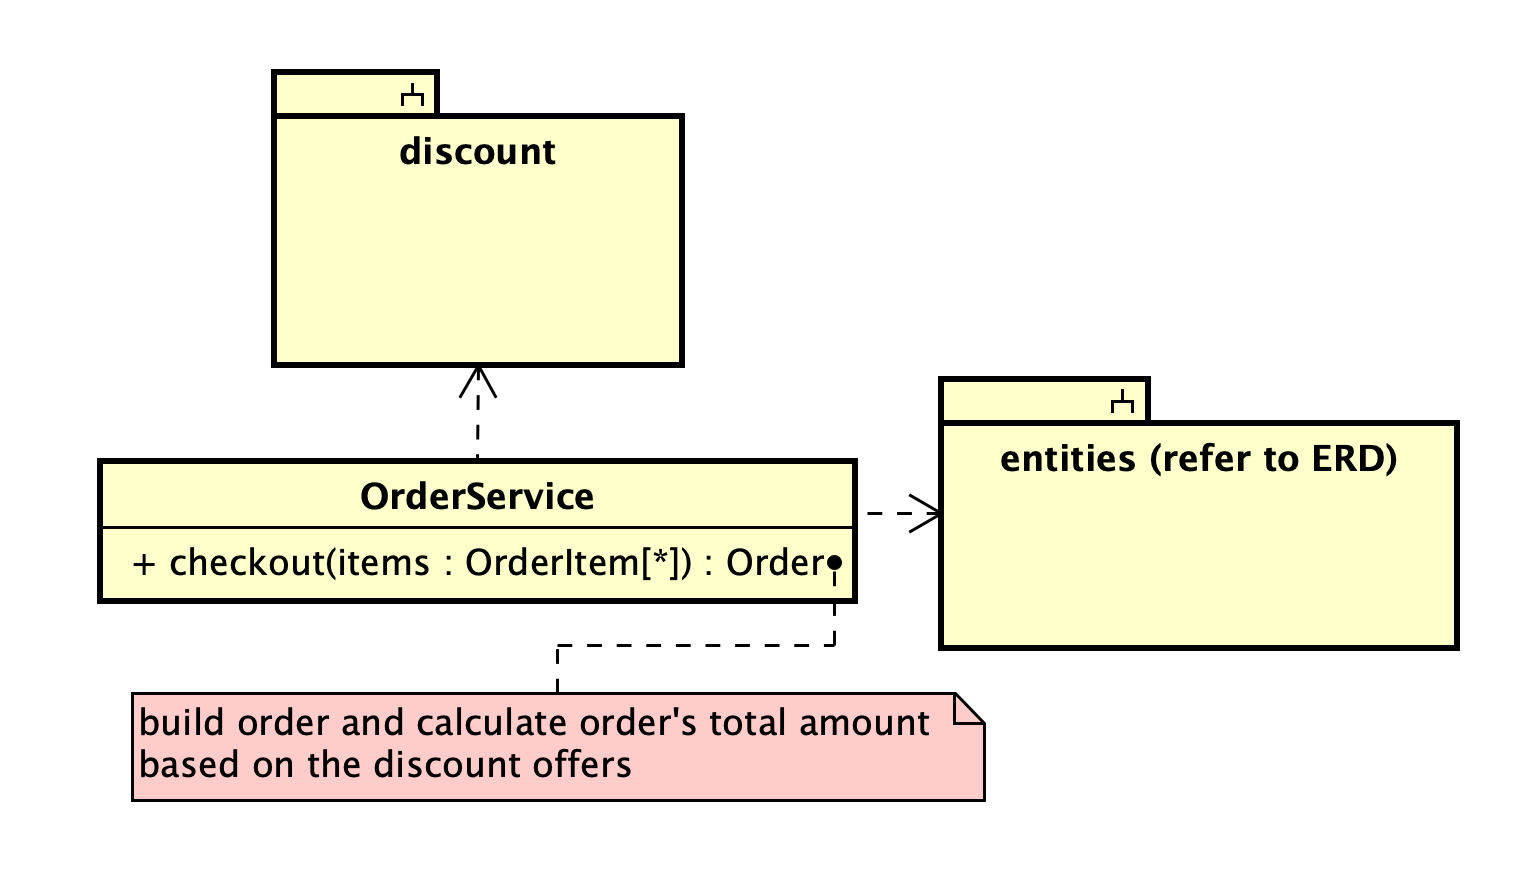 discount
entities (refer to ERD)
OrderService
+ checkout(items : OrderItem[*]) : Order
build order and calculate order's total amount
based on the discount offers